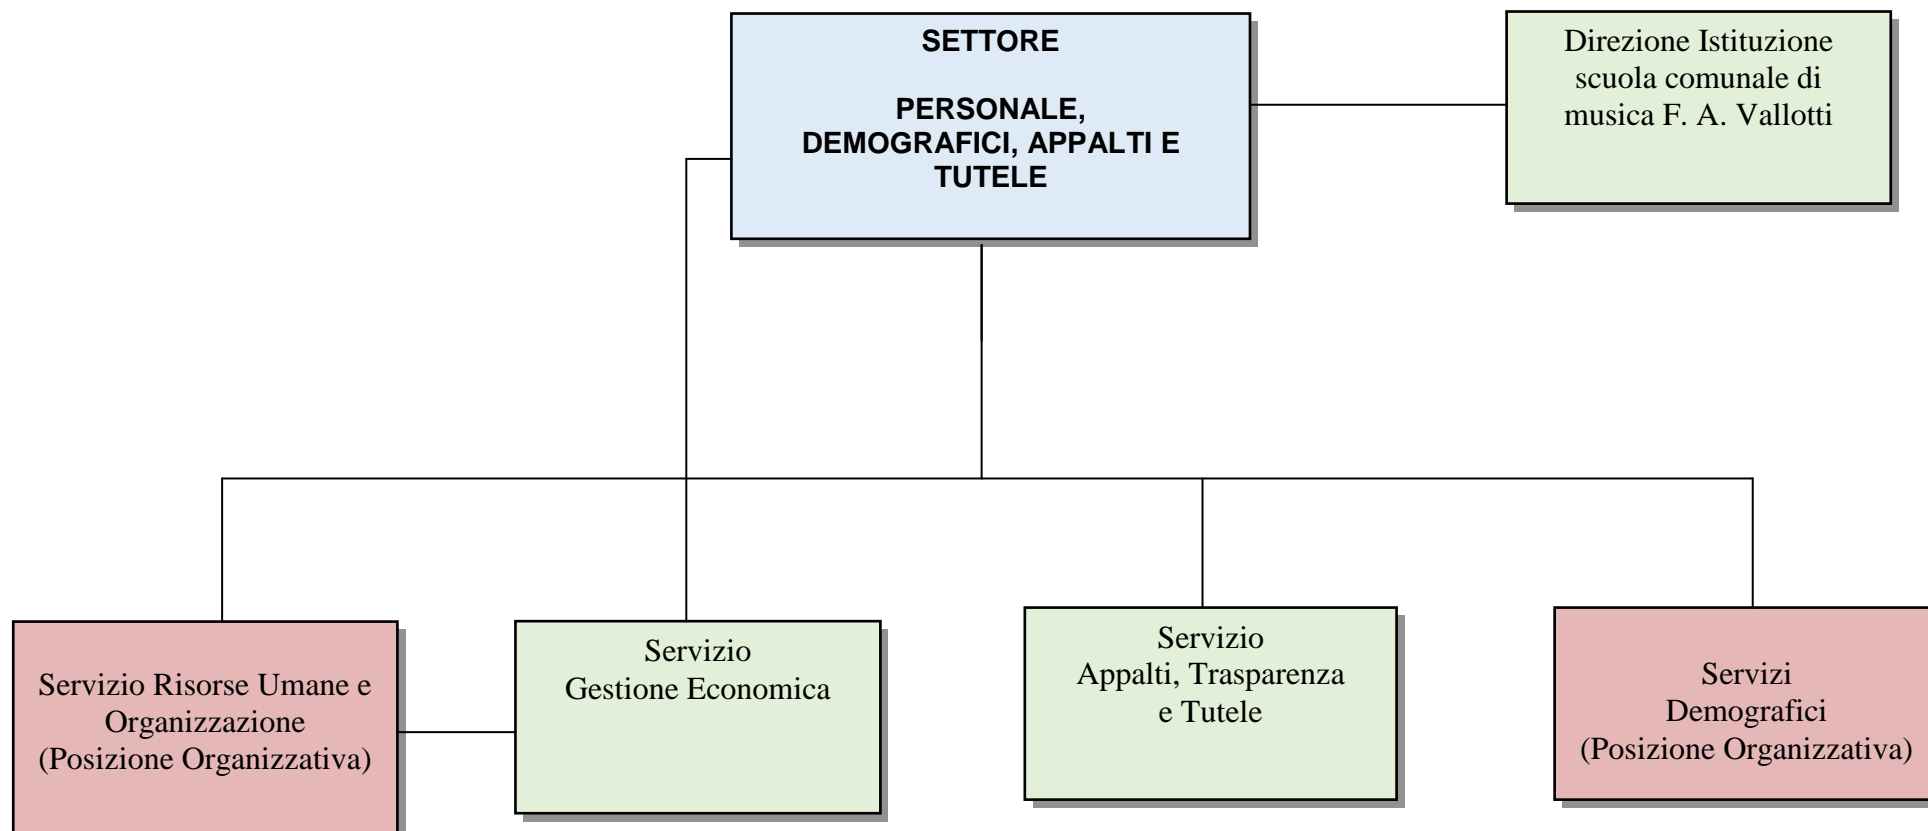 SETTORE
PERSONALE,
DEMOGRAFICI, APPALTI E
TUTELE
Direzione Istituzione
scuola comunale di
musica F. A. Vallotti
Servizio Risorse Umane e
Organizzazione
(Posizione Organizzativa)
Servizio
Gestione Economica
Servizio
Appalti, Trasparenza
e Tutele
Servizi
Demografici
(Posizione Organizzativa)